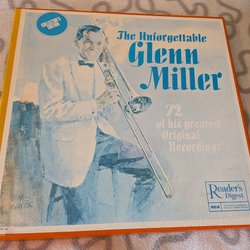 The Unforgettable
Glenn
Miller
72
of his greatest
Original
Recordings
Reader's
Digest
RCA